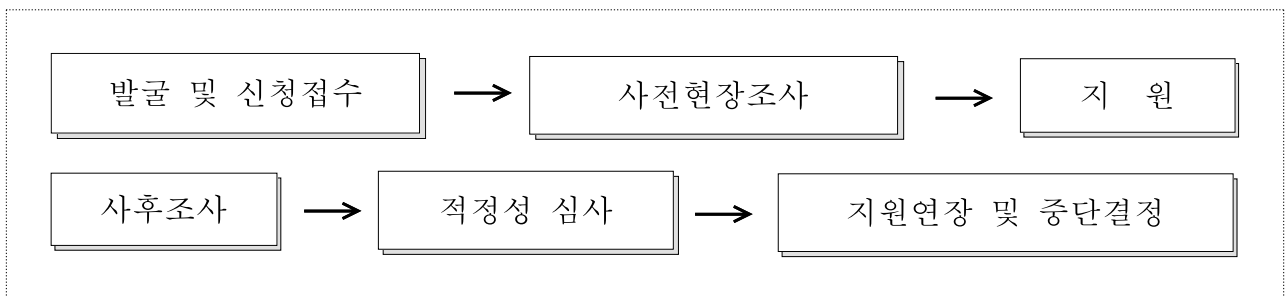 발굴 및 신청접수 → 사전현장조사 → 지 원
사후조사 → 적정성 심사 → 지원연장 및 중단결정